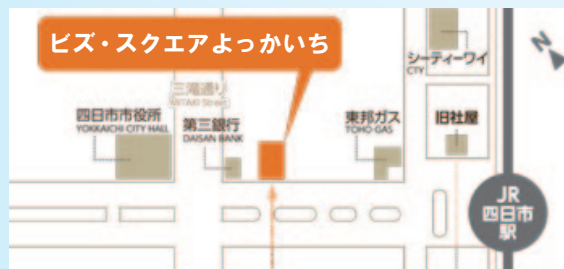 ビズ・スクエアよっかいち
N
シーティーワイ
CTY
三滝通り
MITAKI Street
四日市市役所
YOKKAICHI CITY HALL
第三銀行
DAISAN BANK
東邦ガス
TOHO GAS
旧社屋
JR
四日市
駅